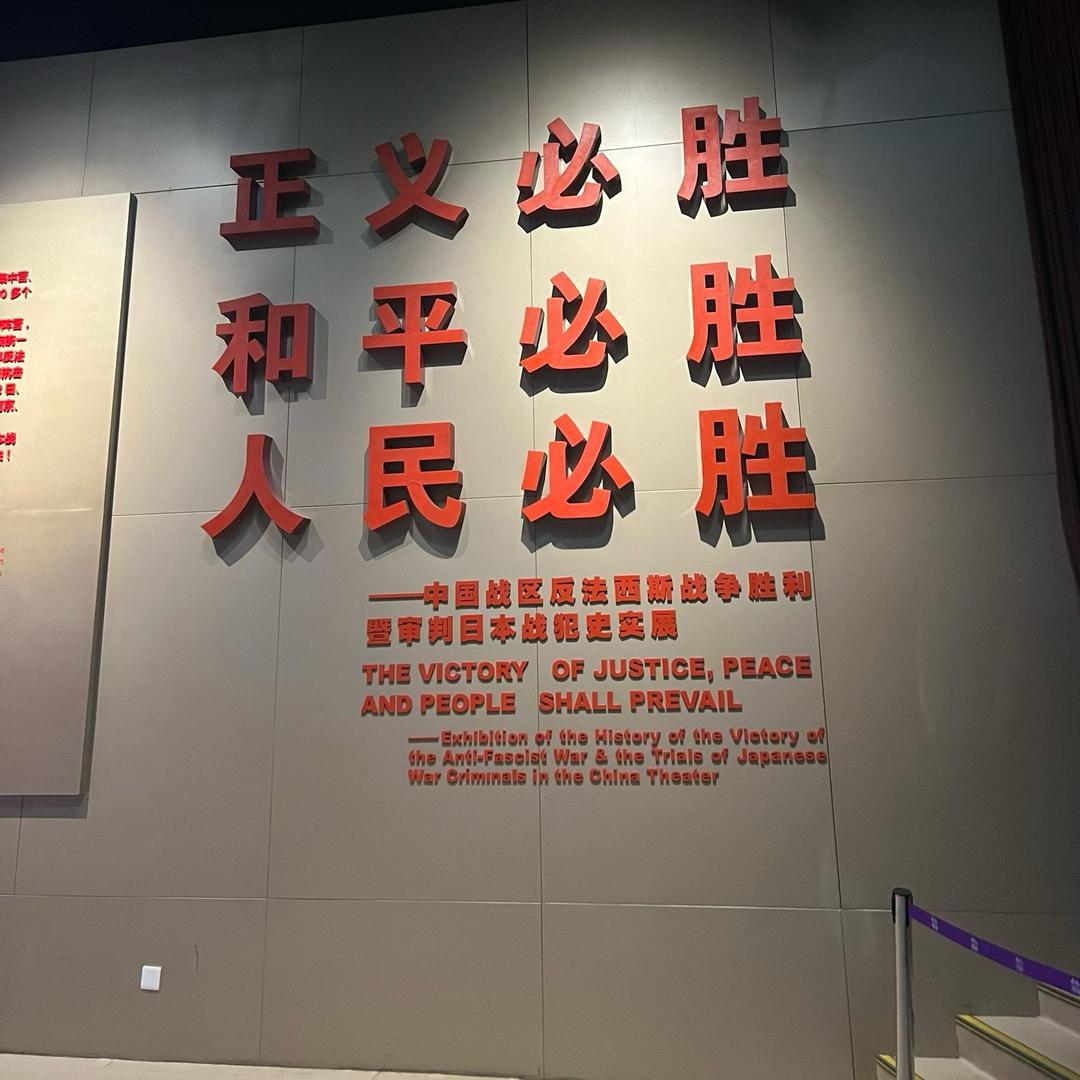 正义必胜
和平必胜
人民必胜
——中国战区反法西斯战争胜利
暨审判日本战犯史实展
THE VICTORY OF JUSTICE, PEACE
AND PEOPLE SHALL PREVAIL
——Exhibition of the History of the Victory of
the Anti-Fascist War & the Trials of Japanese
War Criminals in the China Theater